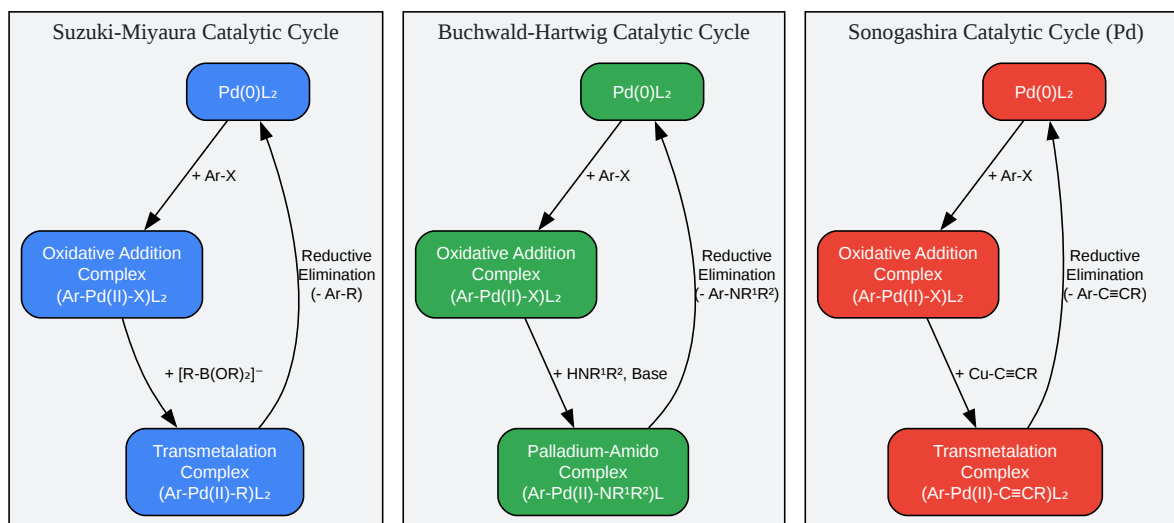 Suzuki-Miyaura Catalytic Cycle
Pd(0)L₂
+ Ar-X
Oxidative Addition
Complex
(Ar-Pd(II)-X)L₂
Reductive
Elimination
(- Ar-R)
+ [R-B(OR)₂]⁻
Transmetalation
Complex
(Ar-Pd(II)-R)L₂
Buchwald-Hartwig Catalytic Cycle
Pd(0)L₂
+ Ar-X
Oxidative Addition
Complex
(Ar-Pd(II)-X)L₂
Reductive
Elimination
(- Ar-NR¹R²)
+ HNR¹R², Base
Palladium-Amido
Complex
(Ar-Pd(II)-NR¹R²)L
Sonogashira Catalytic Cycle (Pd)
Pd(0)L₂
+ Ar-X
Oxidative Addition
Complex
(Ar-Pd(II)-X)L₂
Reductive
Elimination
(- Ar-C≡CR)
+ Cu-C≡CR
Transmetalation
Complex
(Ar-Pd(II)-C≡CR)L₂